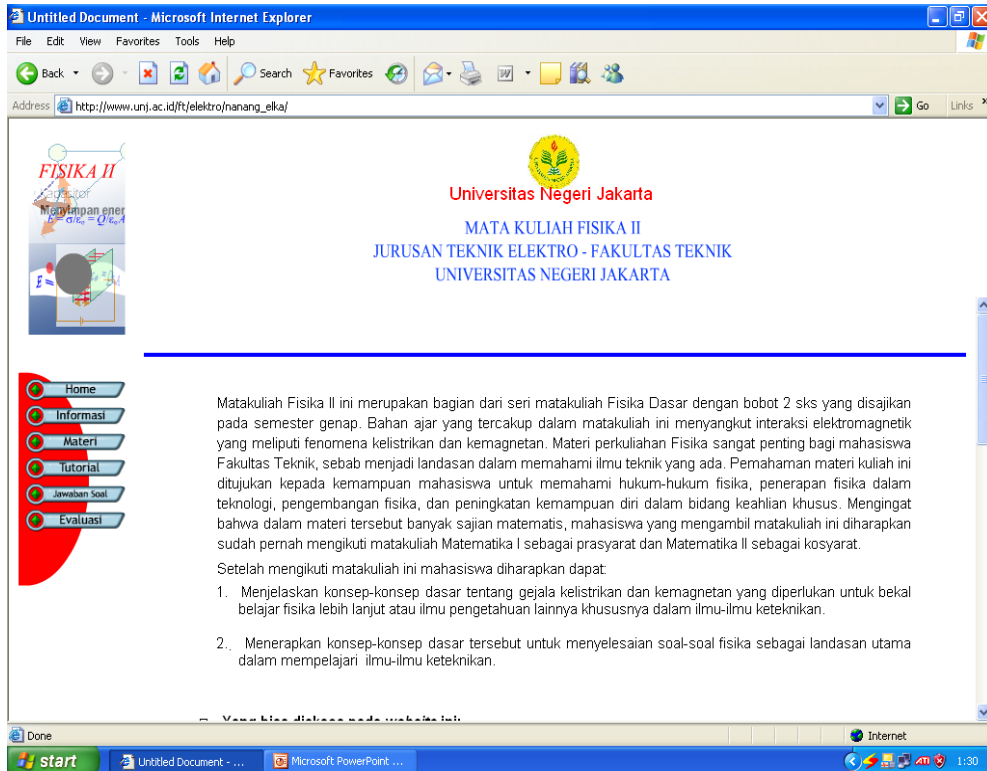 Untitled Document - Microsoft Internet Explorer
File Edit View Favorites Tools Help
Back Search Favorites
Address http://www.unj.ac.id/ft/elektro/nanang_elka/ Go Links
FISIKA II
Kapasitor
Menyimpan ener
Universitas Negeri Jakarta
MATA KULIAH FISIKA II
JURUSAN TEKNIK ELEKTRO - FAKULTAS TEKNIK
UNIVERSITAS NEGERI JAKARTA
Home
Informasi
Materi
Tutorial
Jawaban Soal
Evaluasi
Matakuliah Fisika II ini merupakan bagian dari seri matakuliah Fisika Dasar dengan bobot 2 sks yang disajikan
pada semester genap. Bahan ajar yang tercakup dalam matakuliah ini menyangkut interaksi elektromagnetik
yang meliputi fenomena kelistrikan dan kemagnetan. Materi perkuliahan Fisika sangat penting bagi mahasiswa
Fakultas Teknik, sebab menjadi landasan dalam memahami ilmu teknik yang ada. Pemahaman materi kuliah ini
ditujukan kepada kemampuan mahasiswa untuk memahami hukum-hukum fisika, penerapan fisika dalam
teknologi, pengembangan fisika, dan peningkatan kemampuan diri dalam bidang keahlian khusus. Mengingat
bahwa dalam materi tersebut banyak sajian matematis, mahasiswa yang mengambil matakuliah ini diharapkan
sudah pernah mengikuti matakuliah Matematika I sebagai prasyarat dan Matematika II sebagai kosyarat.
Setelah mengikuti matakuliah ini mahasiswa diharapkan dapat:
1. Menjelaskan konsep-konsep dasar tentang gejala kelistrikan dan kemagnetan yang diperlukan untuk bekal
belajar fisika lebih lanjut atau ilmu pengetahuan lainnya khususnya dalam ilmu-ilmu keteknikan.
2.. Menerapkan konsep-konsep dasar tersebut untuk menyelesaian soal-soal fisika sebagai landasan utama
dalam mempelajari ilmu-ilmu keteknikan.
Yang bisa diakses pada website ini:
Done Internet
start Untitled Document - ... Microsoft PowerPoint ... 1:30